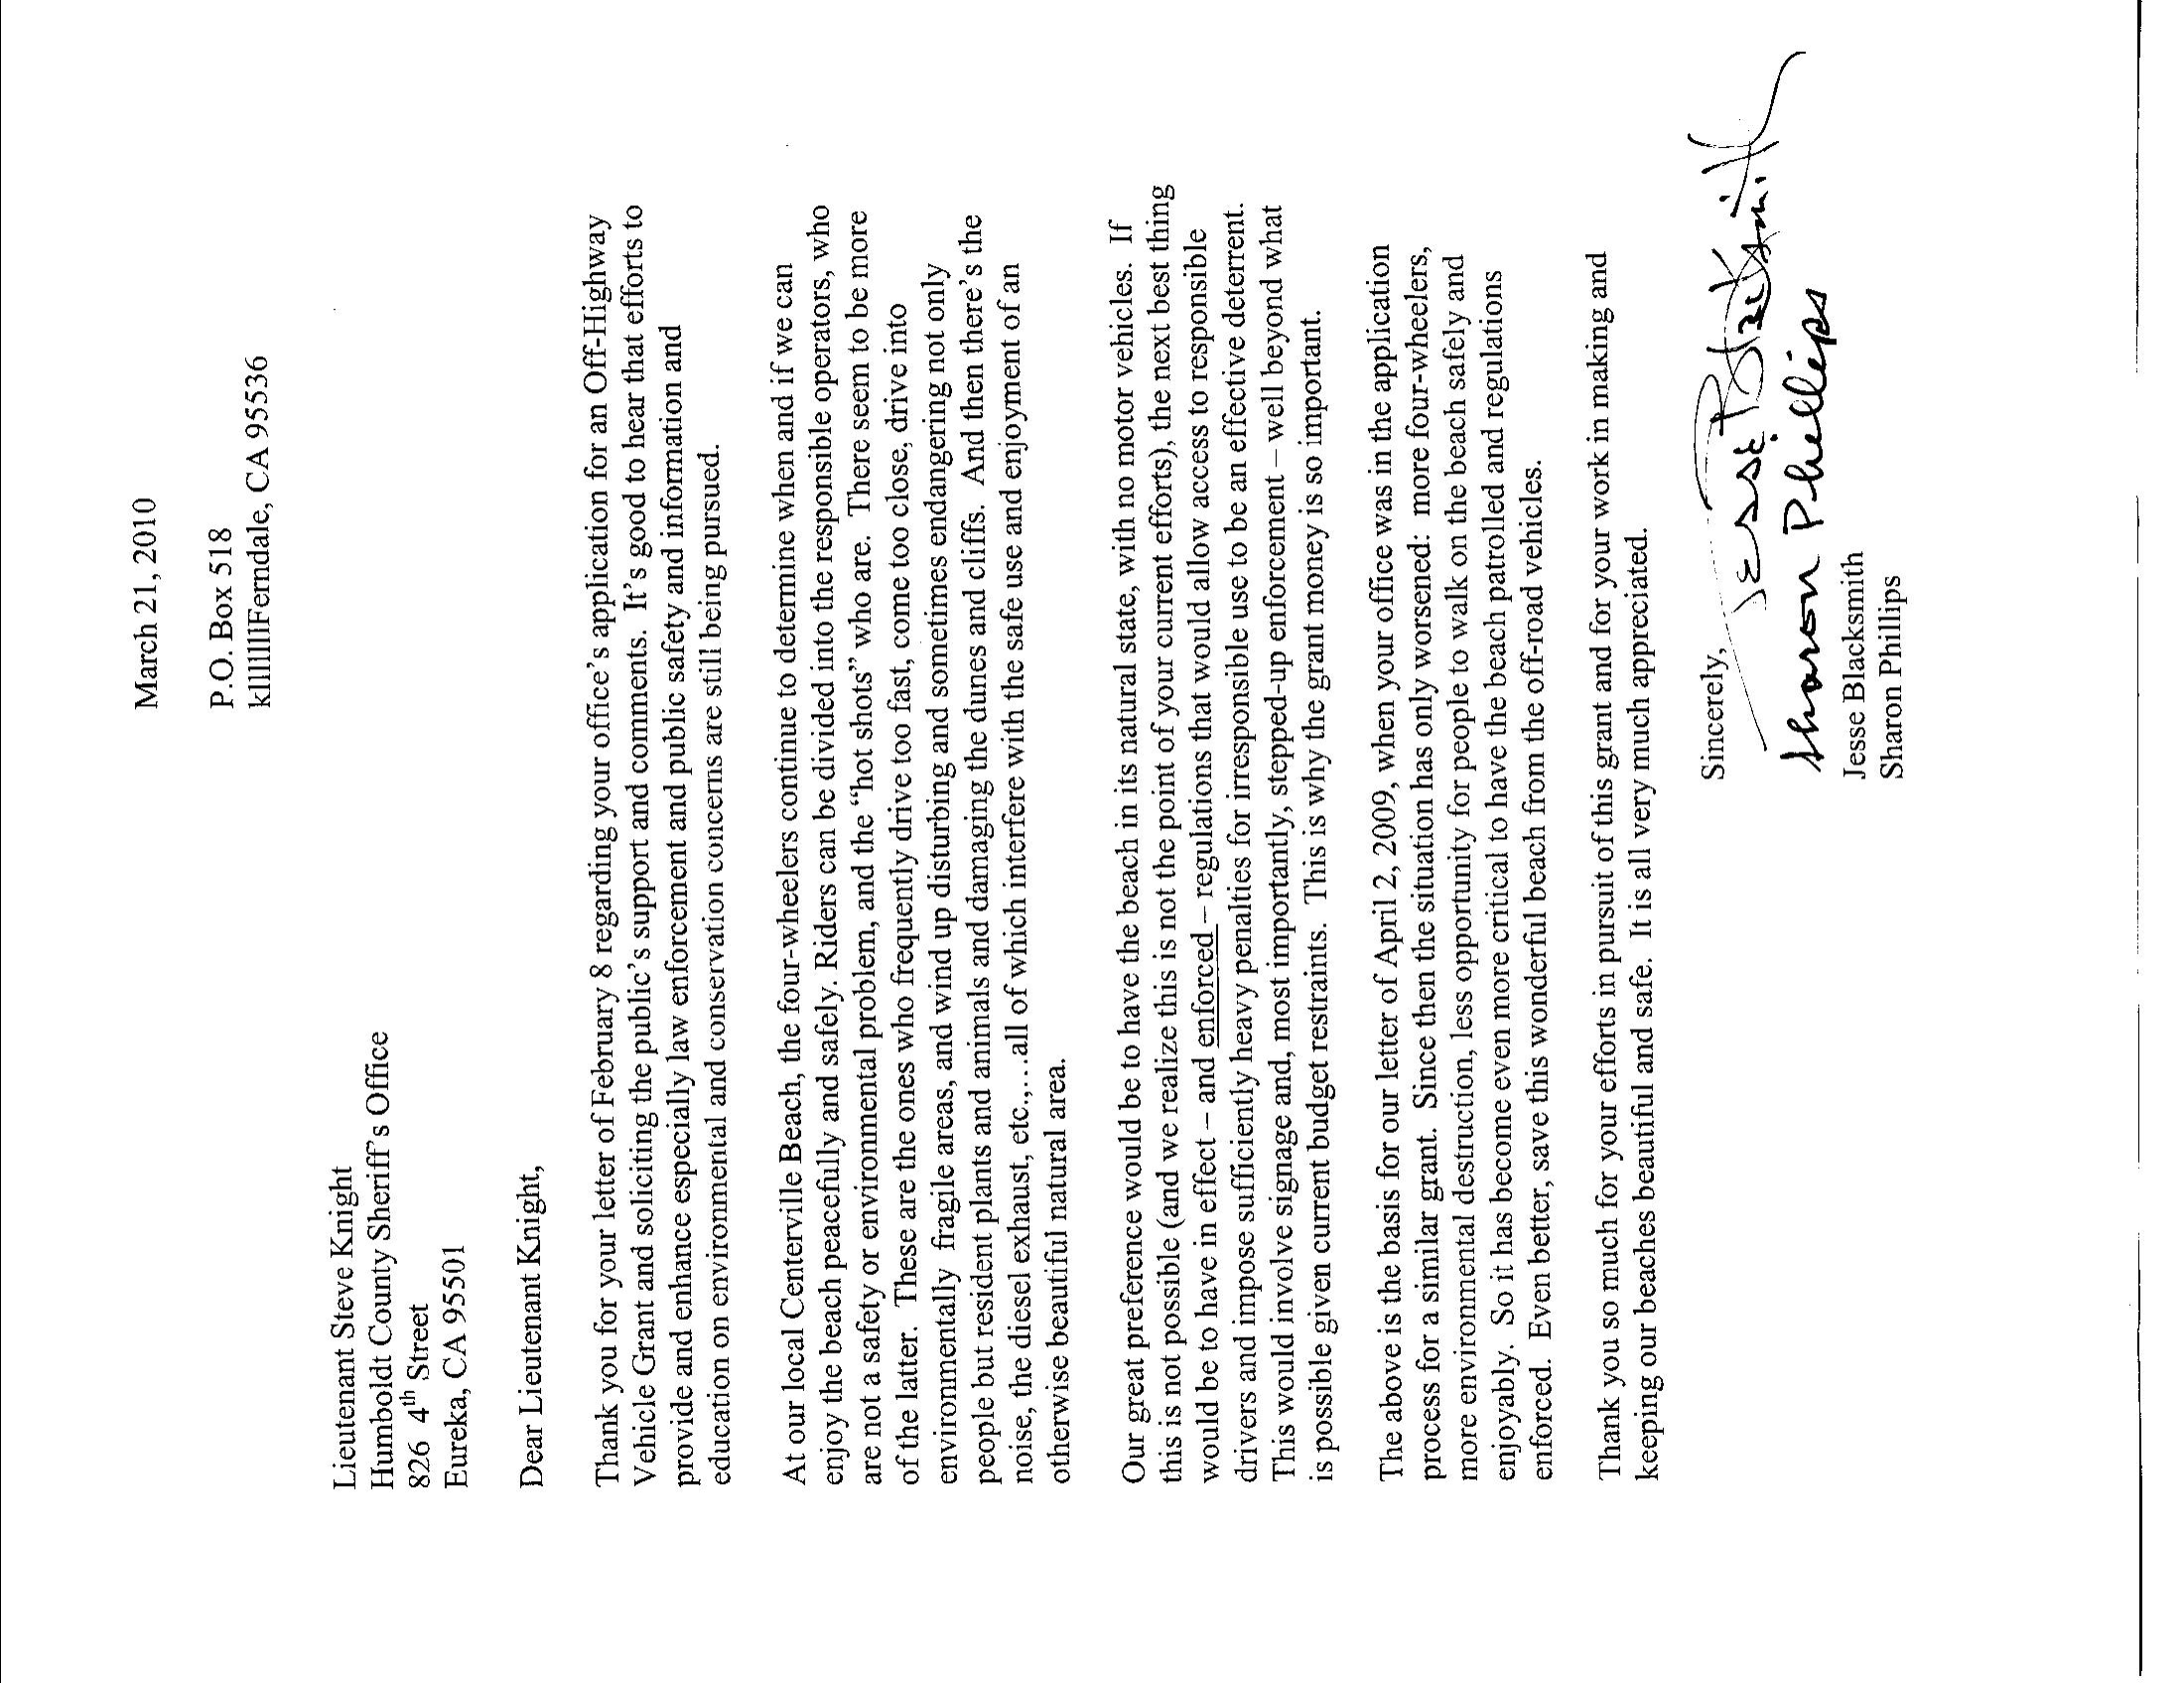 March 21, 2010
P.O. Box 518
klllllllFerndale, CA 95536
Lieutenant Steve Knight
Humboldt County Sheriff's Office
826 4th Street
Eureka, CA 95501
Dear Lieutenant Knight,
Thank you for your letter of February 8 regarding your office's application for an Off-Highway
Vehicle Grant and soliciting the public's support and comments. It's good to hear that efforts to
provide and enhance especially law enforcement and public safety and information and
education on environmental and conservation concerns are still being pursued.
At our local Centerville Beach, the four-wheelers continue to determine when and if we can
enjoy the beach peacefully and safely. Riders can be divided into the responsible operators, who
are not a safety or environmental problem, and the "hot shots" who are. There seem to be more
of the latter. These are the ones who frequently drive too fast, come too close, drive into
environmentally fragile areas, and wind up disturbing and sometimes endangering not only
people but resident plants and animals and damaging the dunes and cliffs. And then there's the
noise, the diesel exhaust, etc.,…all of which interfere with the safe use and enjoyment of an
otherwise beautiful natural area.
Our great preference would be to have the beach in its natural state, with no motor vehicles. If
this is not possible (and we realize this is not the point of your current efforts), the next best thing
would be to have in effect – and enforced – regulations that would allow access to responsible
drivers and impose sufficiently heavy penalties for irresponsible use to be an effective deterrent.
This would involve signage and, most importantly, stepped-up enforcement – well beyond what
is possible given current budget restraints. This is why the grant money is so important.
The above is the basis for our letter of April 2, 2009, when your office was in the application
process for a similar grant. Since then the situation has only worsened: more four-wheelers,
more environmental destruction, less opportunity for people to walk on the beach safely and
enjoyably. So it has become even more critical to have the beach patrolled and regulations
enforced. Even better, save this wonderful beach from the off-road vehicles.
Thank you so much for your efforts in pursuit of this grant and for your work in making and
keeping our beaches beautiful and safe. It is all very much appreciated.
Sincerely,
Jesse Blacksmith
Sharon Phillips
Jesse Blacksmith
Sharon Phillips